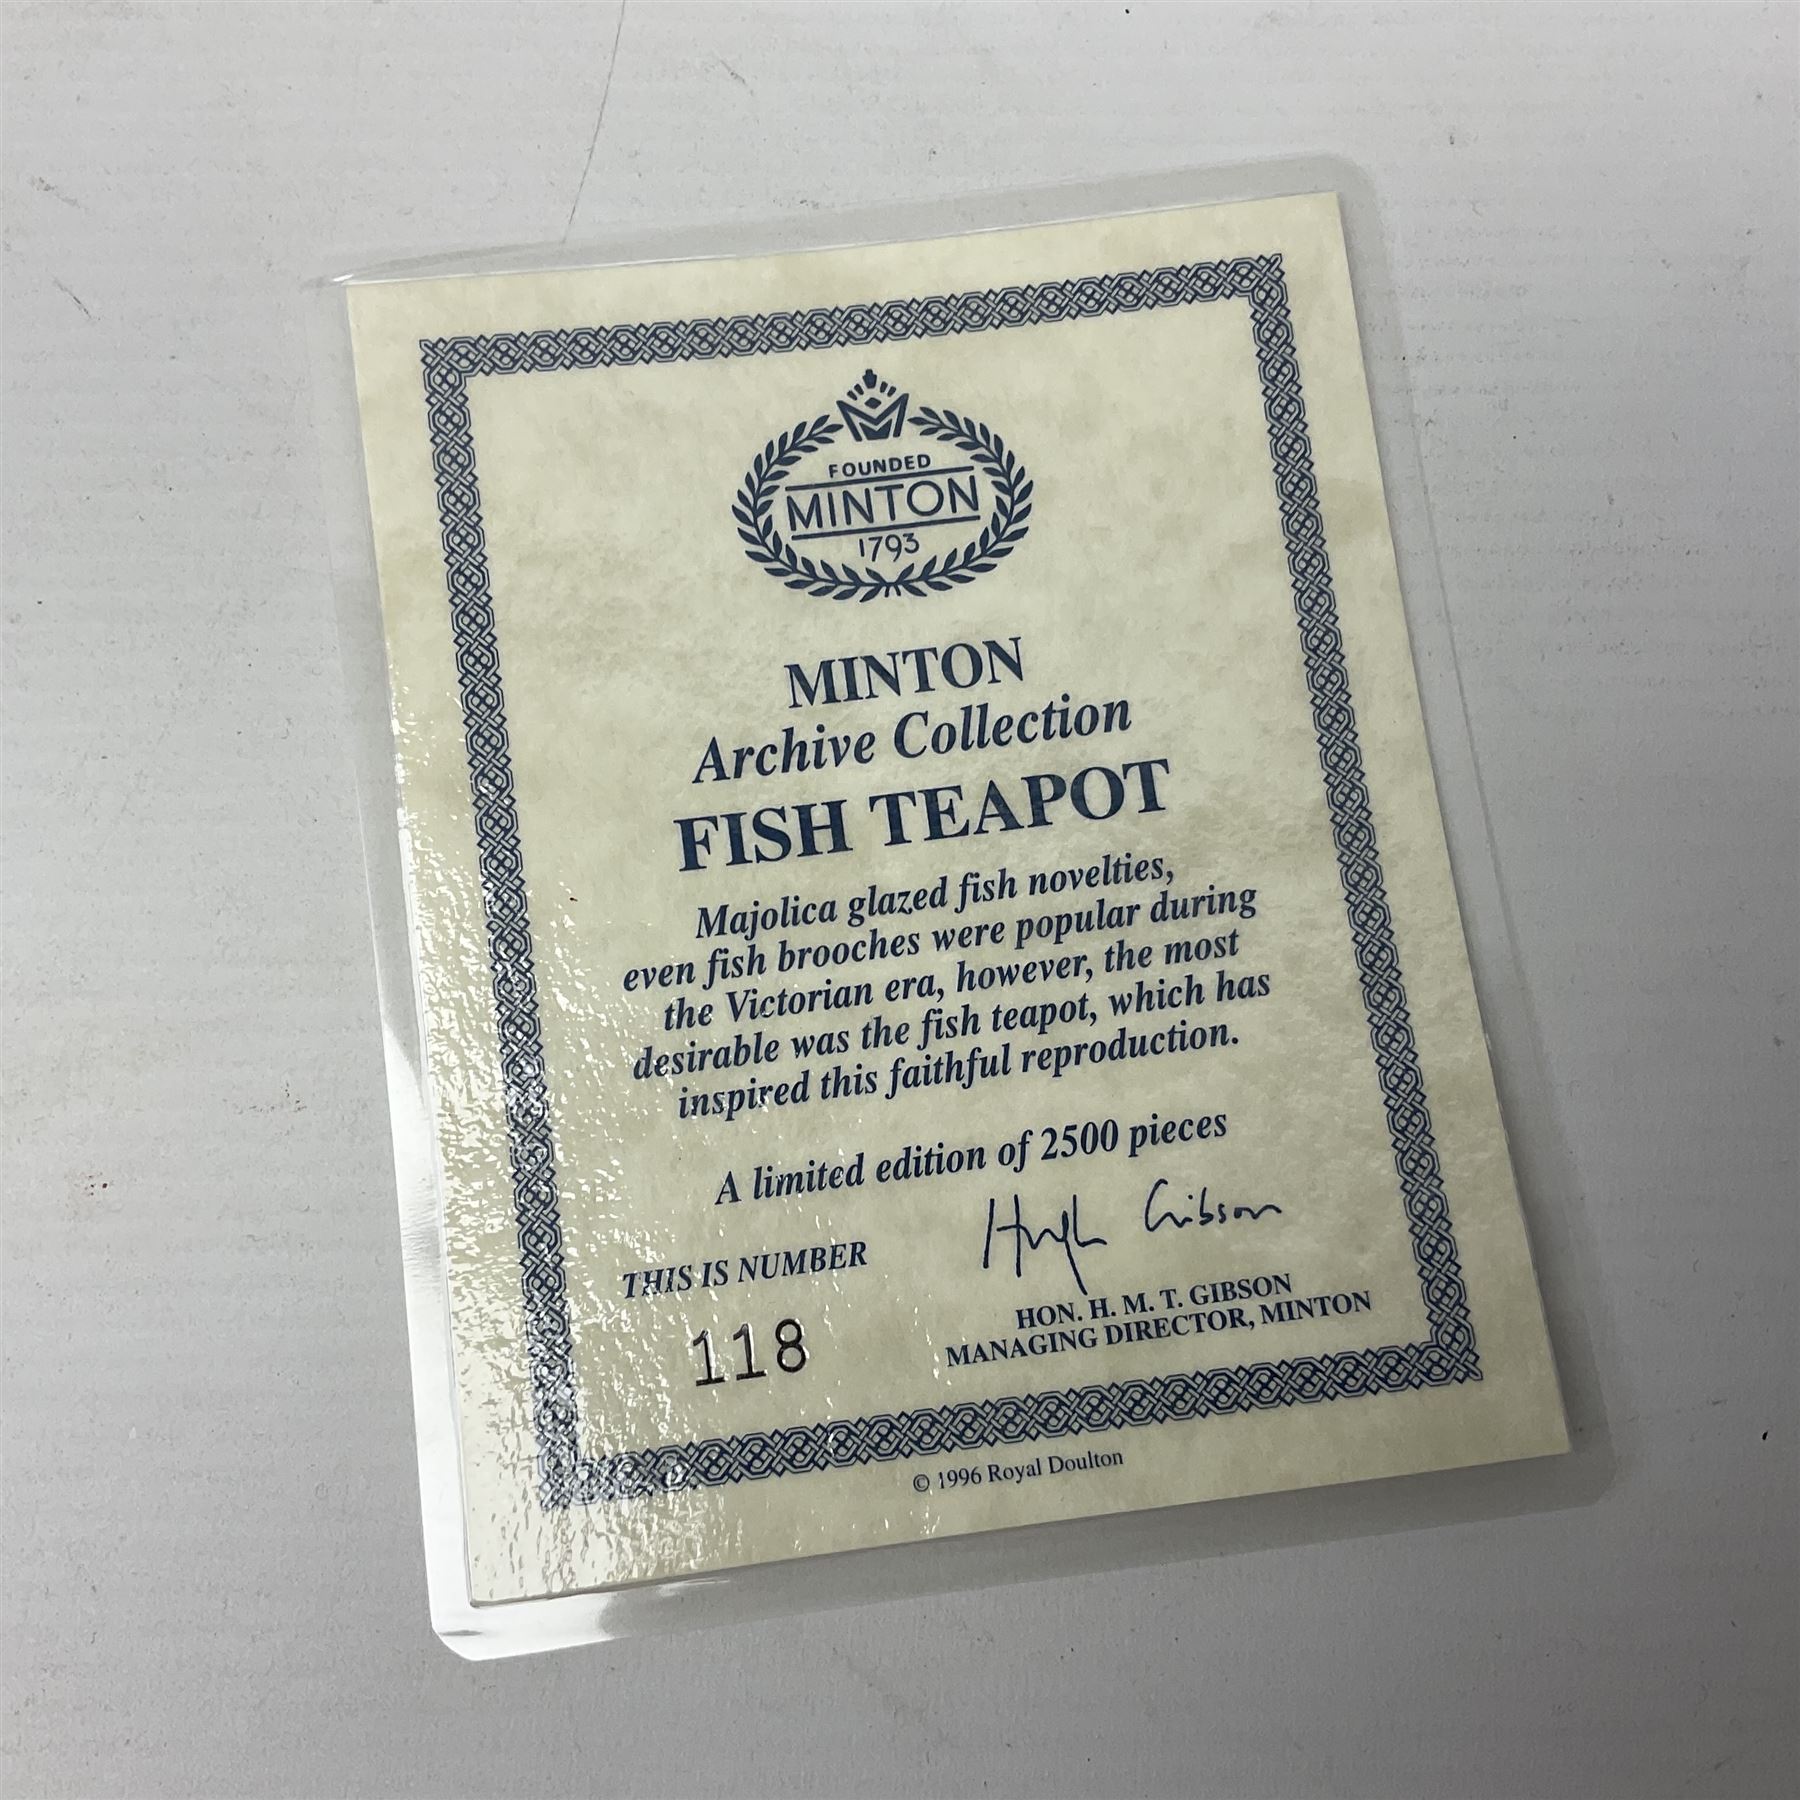 FOUNDED
MINTON
1793
MINTON
Archive Collection
FISH TEAPOT
Majolica glazed fish novelties,
even fish brooches were popular during
the Victorian era, however, the most
desirable was the fish teapot, which has
inspired this faithful reproduction.
A limited edition of 2500 pieces
Hugh Gibson
THIS IS NUMBER
118
HON. H. M. T. GIBSON
MANAGING DIRECTOR, MINTON
© 1996 Royal Doulton